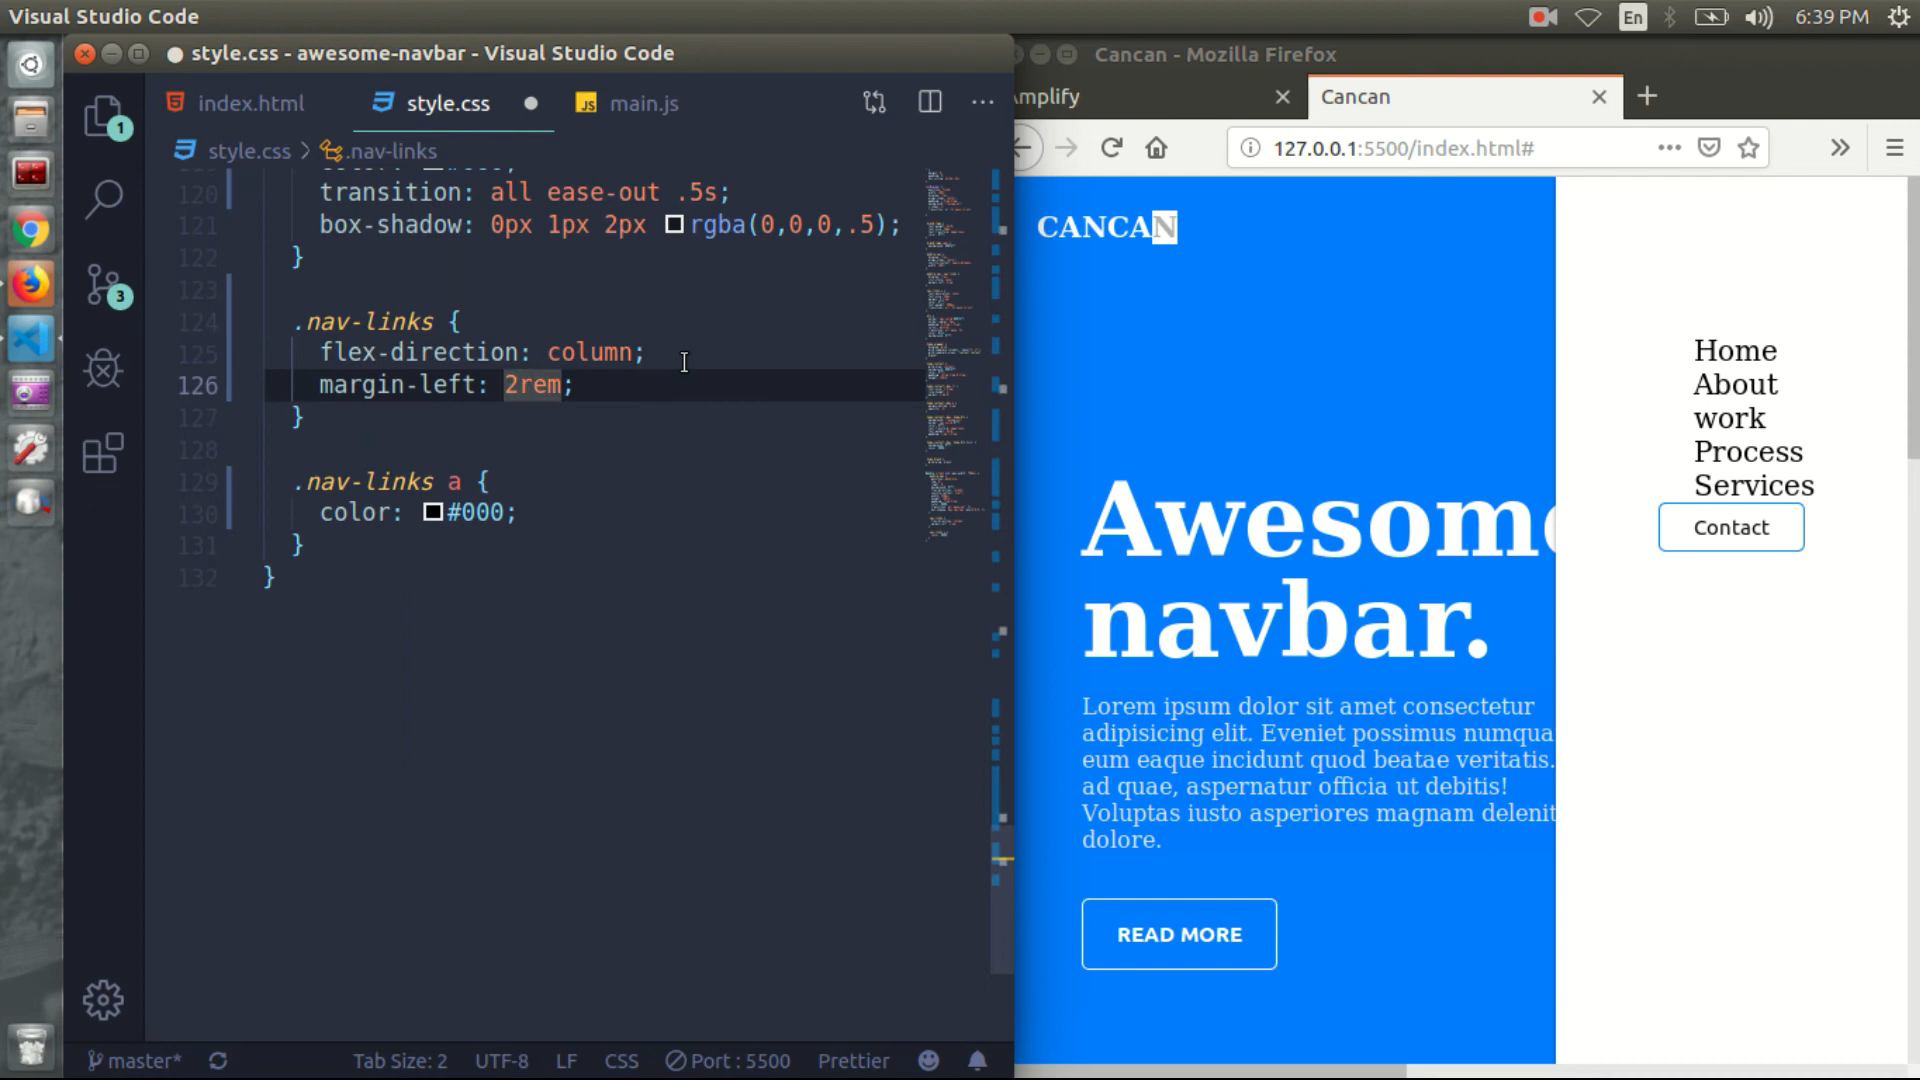 Visual Studio Code
En
6:39 PM
style.css - awesome-navbar - Visual Studio Code
Cancan - Mozilla Firefox
index.html
style.css
JS main.js
Amplify
Cancan
1
style.css > .nav-links
127.0.0.1:5500/index.html#
120 transition: all ease-out .5s;
121 box-shadow: 0px 1px 2px rgba(0,0,0,.5);
122 }
123
124 .nav-links {
125 flex-direction: column;
126 margin-left: 2rem;
127 }
128
129 .nav-links a {
130 color: #000;
131 }
132 }
3
CANCAN
Home
About
work
Process
Services
Contact
Awesome
navbar.
Lorem ipsum dolor sit amet consectetur
adipisicing elit. Eveniet possimus numqua
eum eaque incidunt quod beatae veritatis.
ad quae, aspernatur officia ut debitis!
Voluptas iusto asperiores magnam delenit
dolore.
READ MORE
master*
Tab Size: 2
UTF-8
LF
CSS
Port : 5500
Prettier